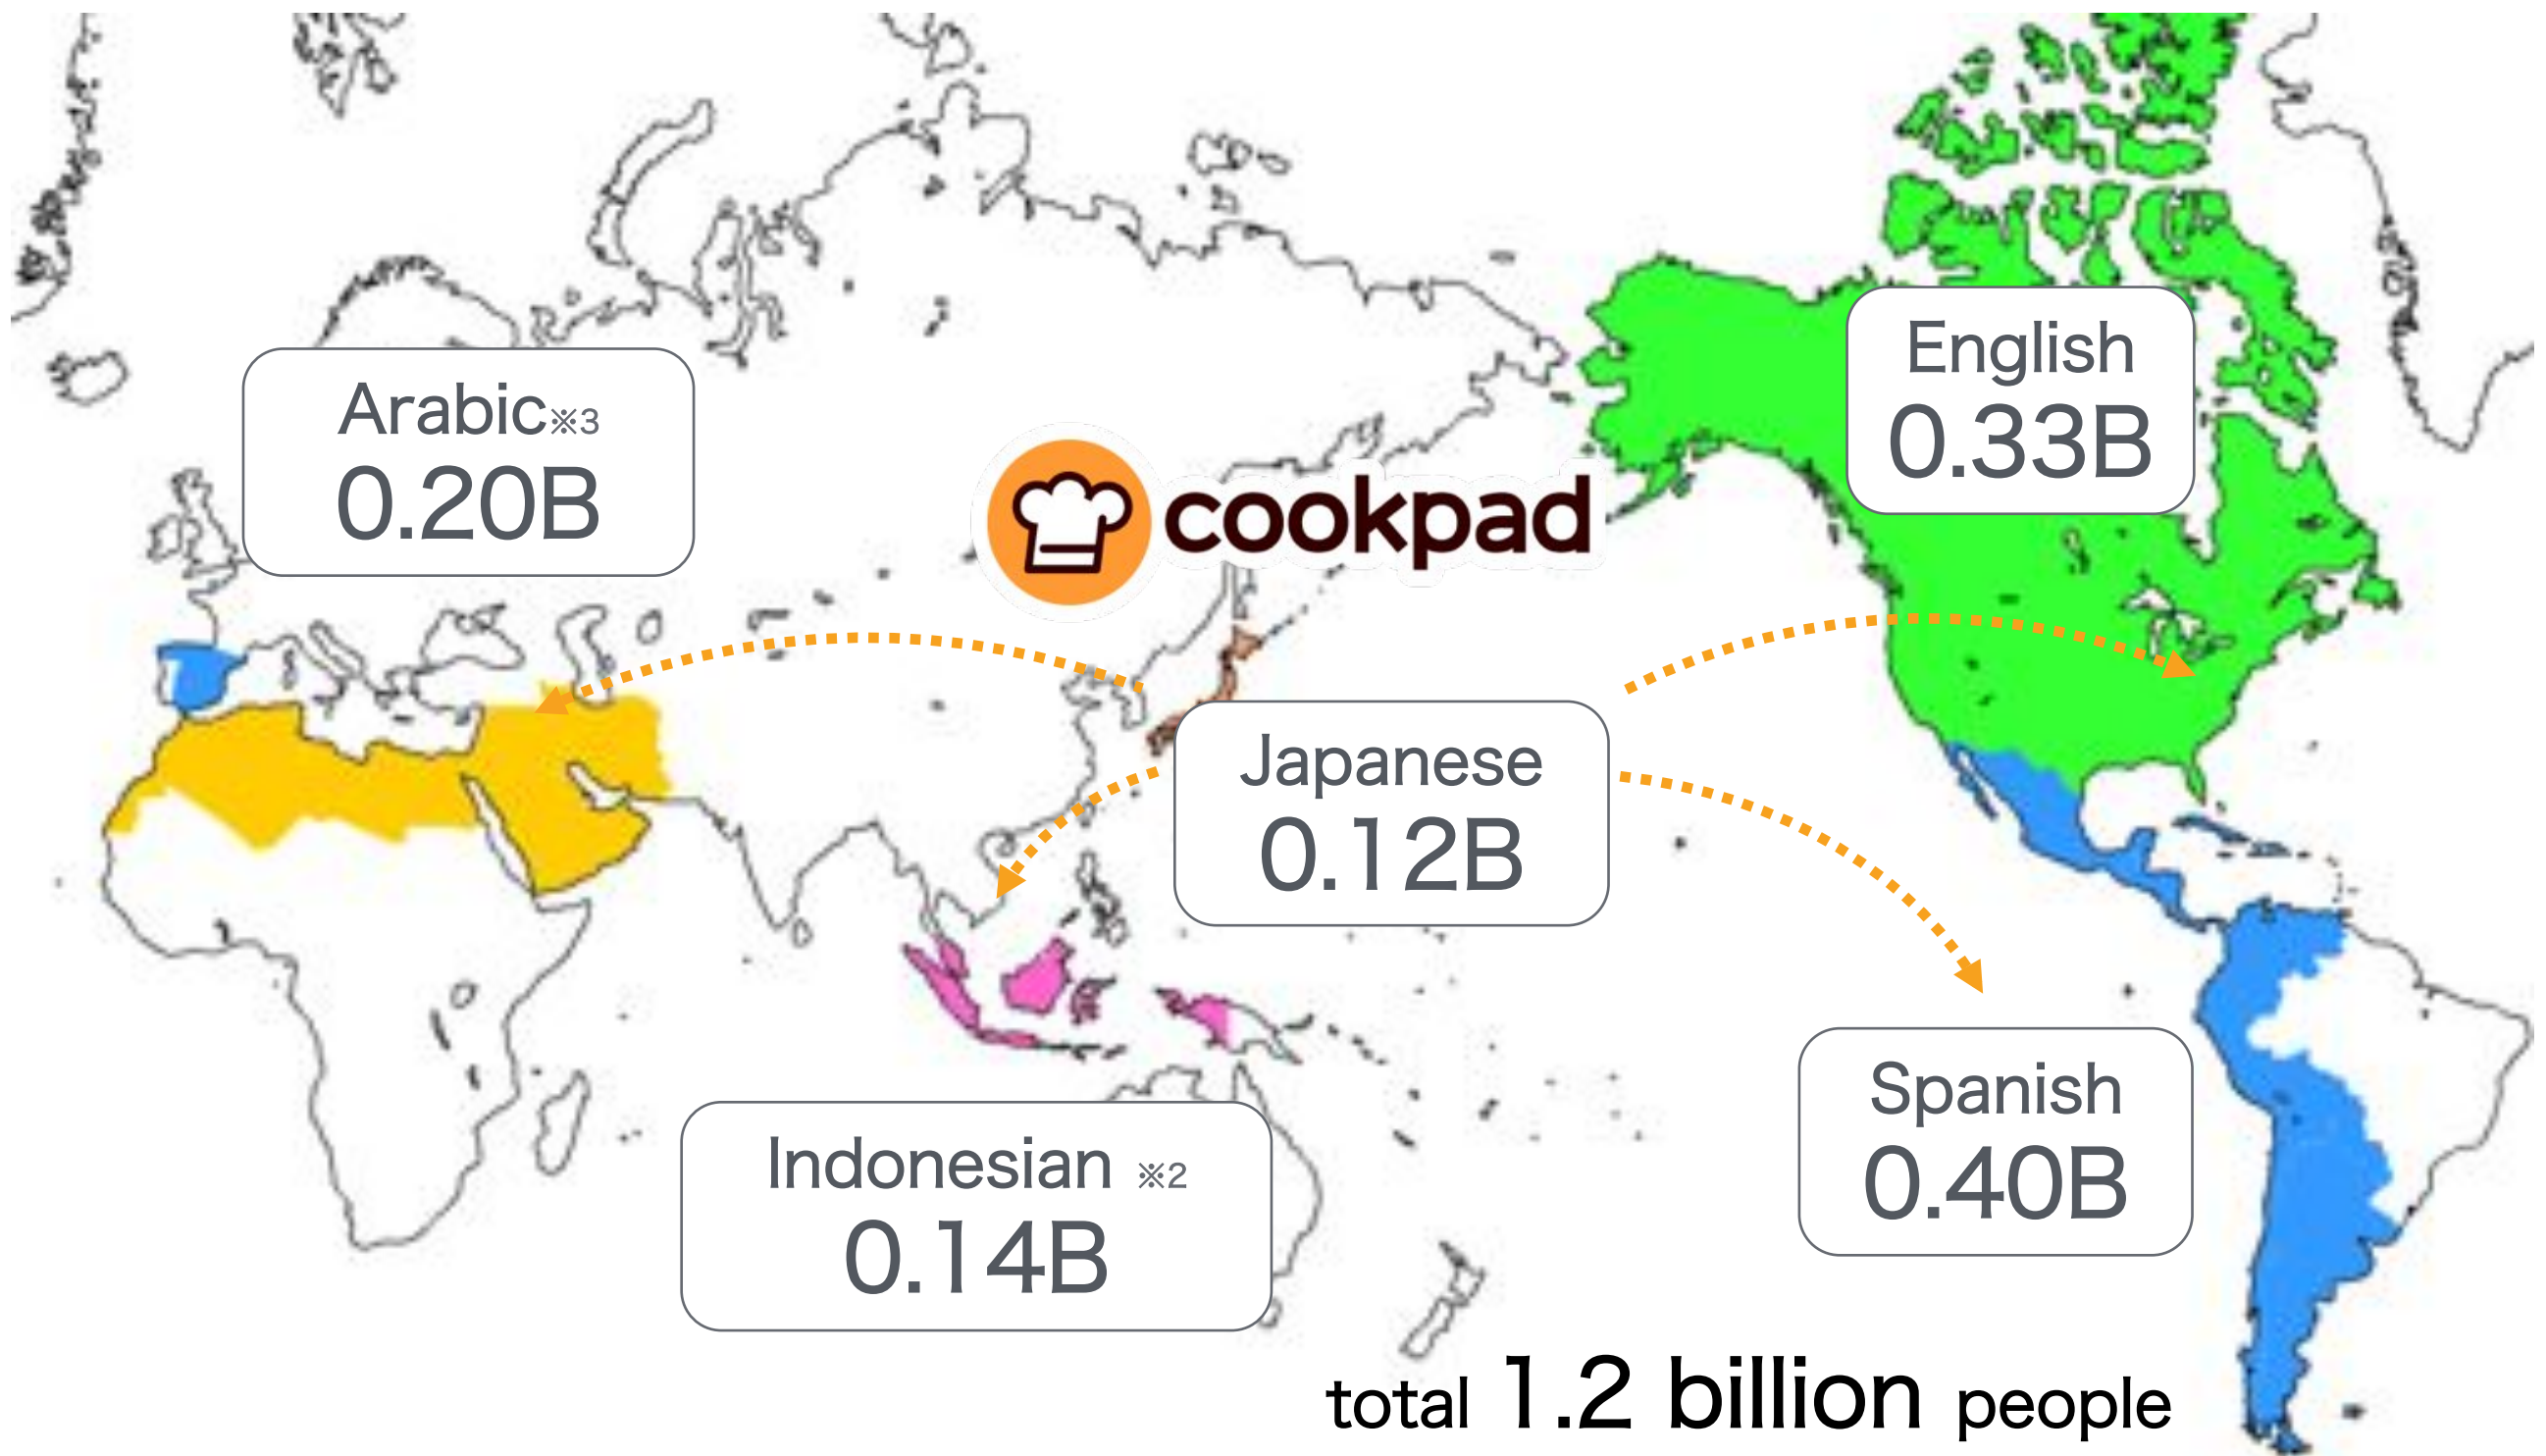 English
0.33B
Arabic※3
0.20B
cookpad
Japanese
0.12B
Spanish
0.40B
Indonesian ※2
0.14B
total 1.2 billion people